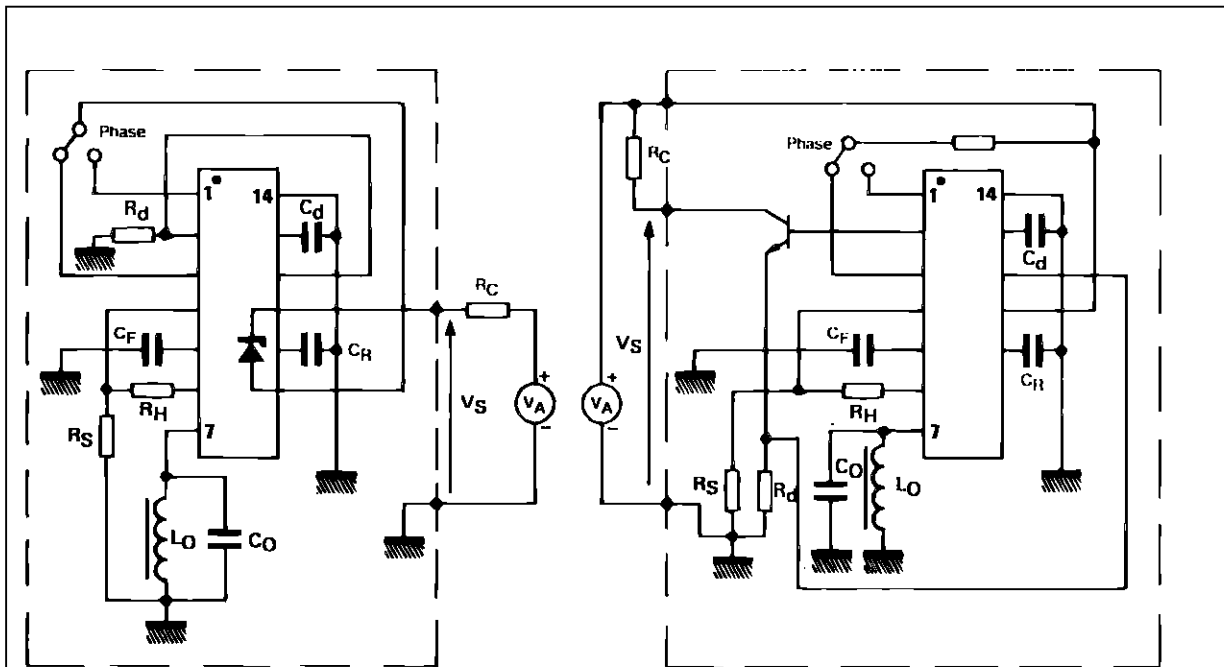 Phase
1
14
Rd
Cd
CF
CR
RH
RS
7
LO
CO
RC
VS
VA
+
-
RC
Phase
1
14
Cd
VS
CF
CR
VA
+
-
RH
7
CO
LO
RS
Rd